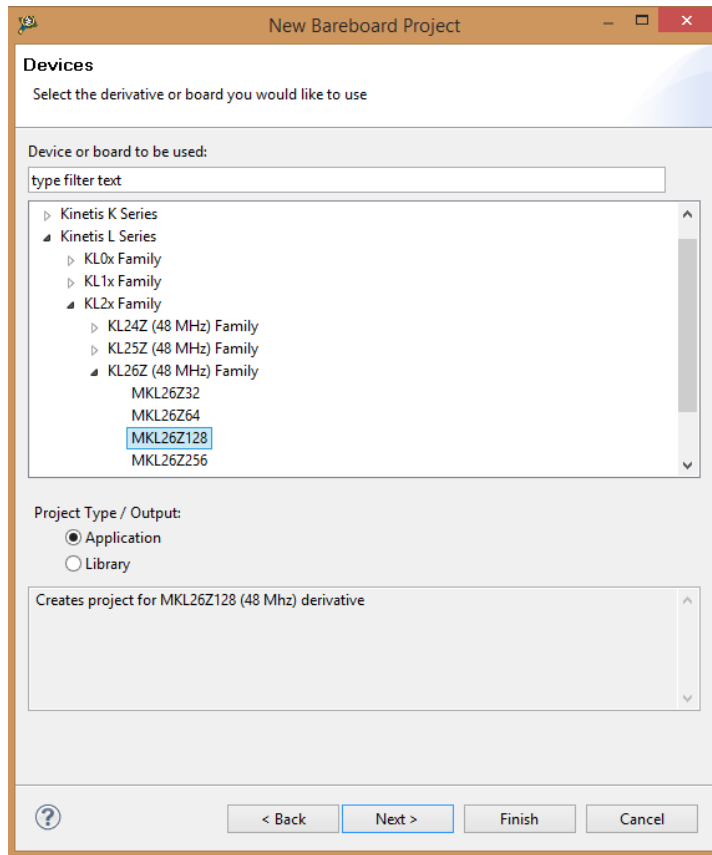 New Bareboard Project
Devices
Select the derivative or board you would like to use
Device or board to be used:
type filter text
Kinetis K Series
Kinetis L Series
KL0x Family
KL1x Family
KL2x Family
KL24Z (48 MHz) Family
KL25Z (48 MHz) Family
KL26Z (48 MHz) Family
MKL26Z32
MKL26Z64
MKL26Z128
MKL26Z256
Project Type / Output:
Application
Library
Creates project for MKL26Z128 (48 Mhz) derivative
? < Back Next > Finish Cancel